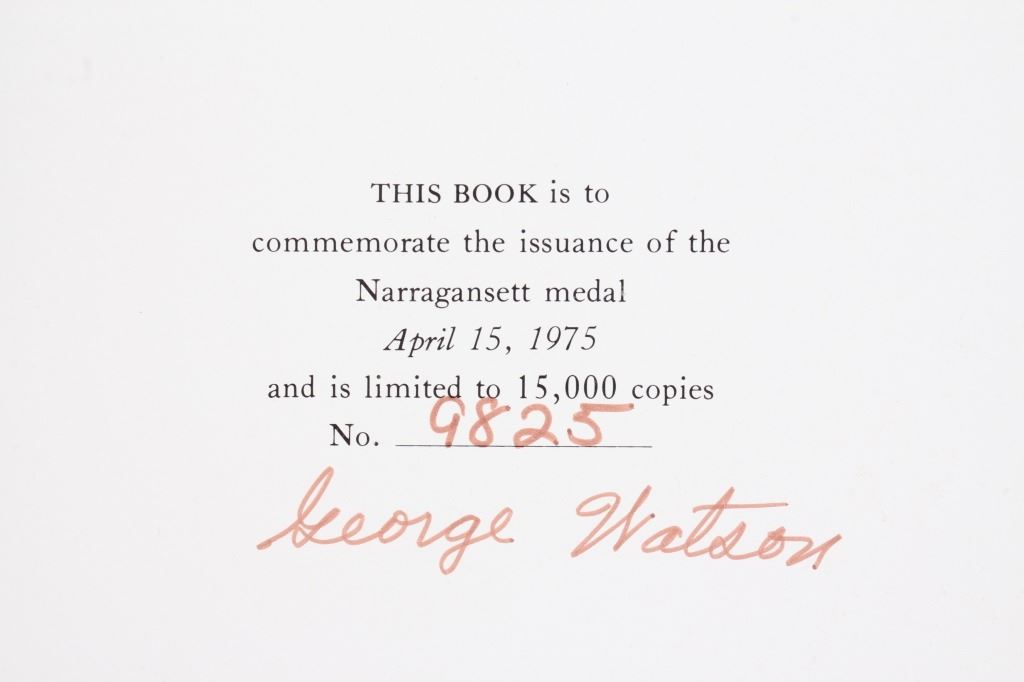 THIS BOOK is to
commemorate the issuance of the
Narragansett medal
April 15, 1975
and is limited to 15,000 copies
No. 9825
George Watson